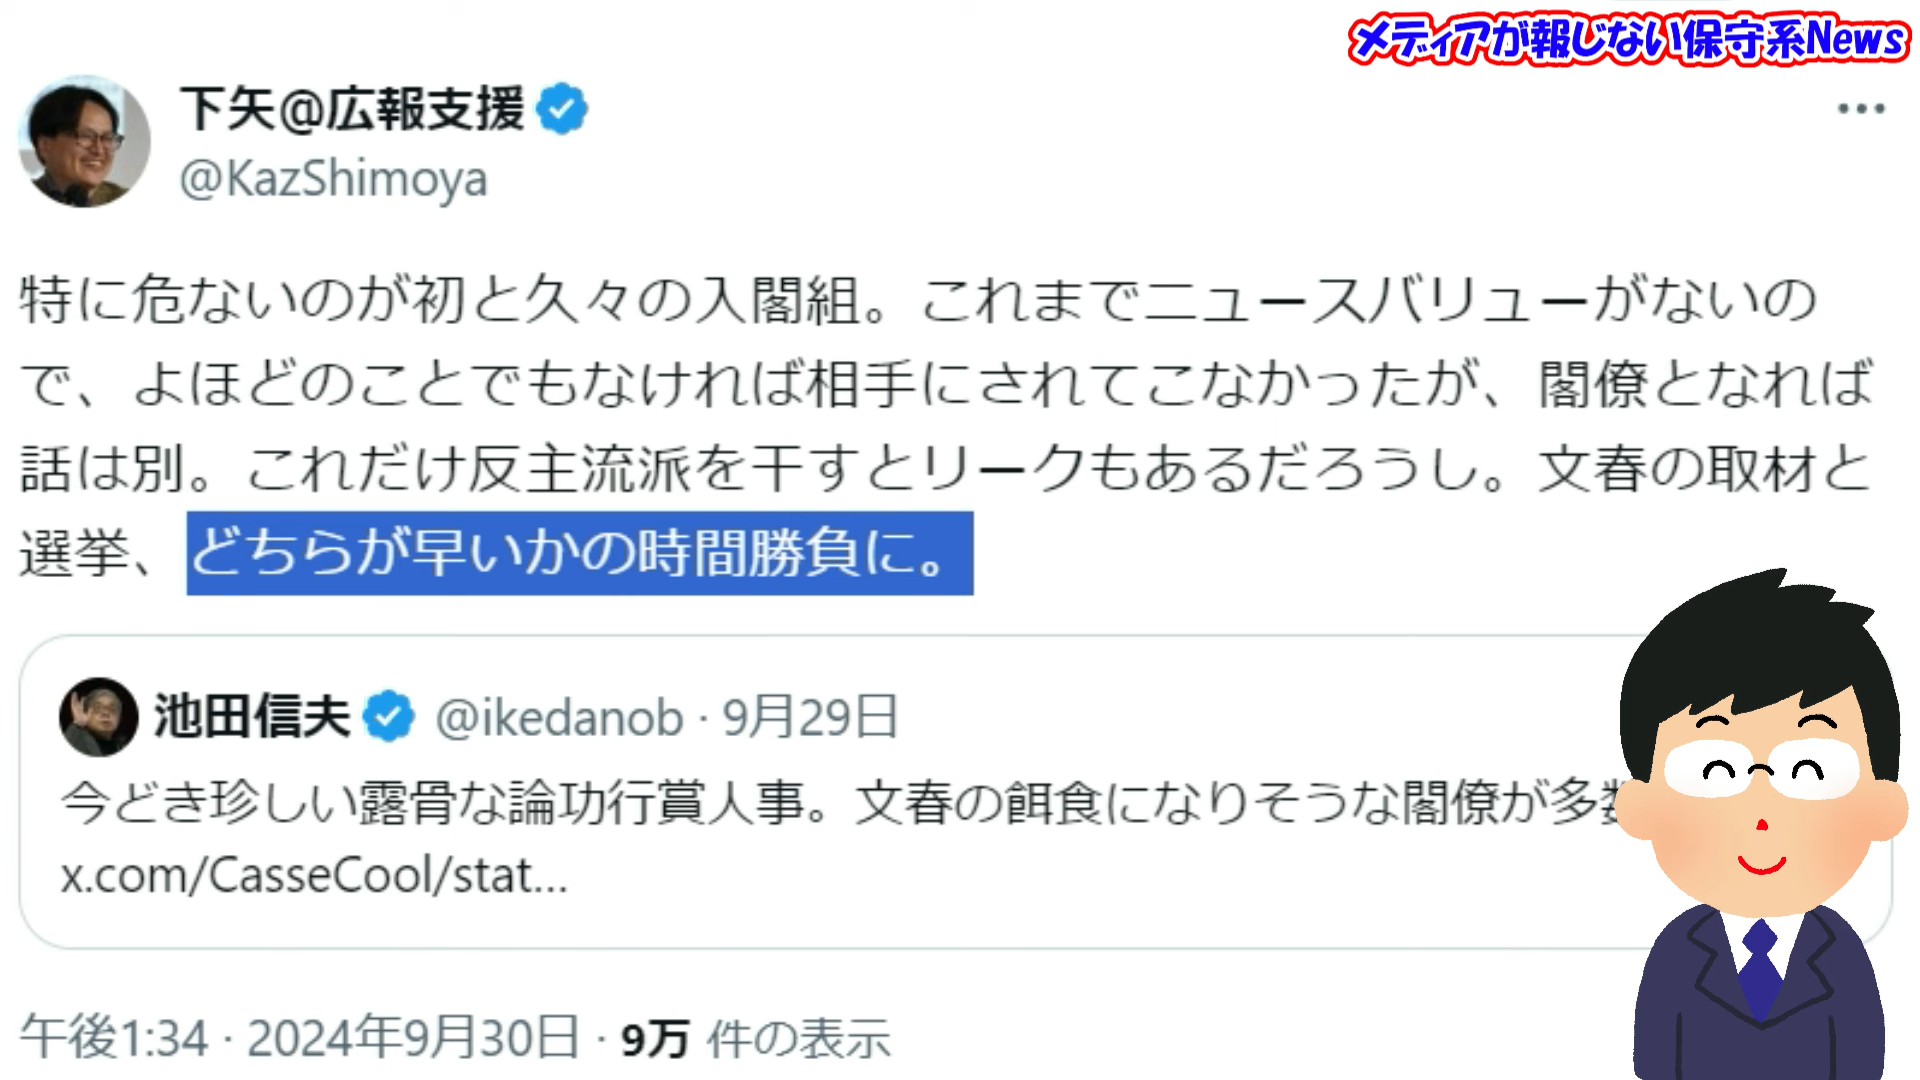 メディアが報じない保守系News
下矢@広報支援
@KazShimoya
特に危ないのが初と久々の入閣組。これまでニュースバリューがないの
で、よほどのことでもなければ相手にされてこなかったが、閣僚となれば
話は別。これだけ反主流派を干すとリークもあるだろうし。文春の取材と
選挙、どちらが早いかの時間勝負に。
池田信夫 @ikedanob · 9月29日
今どき珍しい露骨な論功行賞人事。文春の餌食になりそうな閣僚が多
x.com/CasseCool/stat…
午後1:34 · 2024年9月30日 · 9万 件の表示